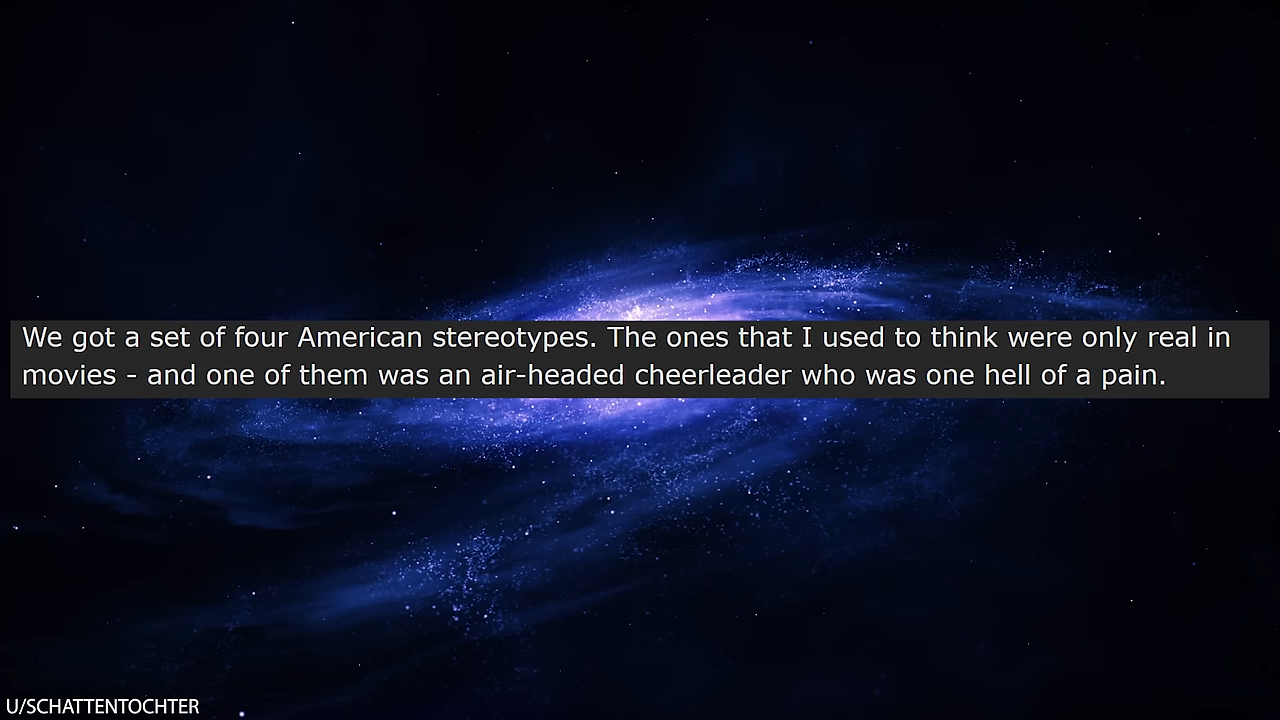 We got a set of four American stereotypes. The ones that I used to think were only real in
movies - and one of them was an air-headed cheerleader who was one hell of a pain.
U/SCHATTENTOCHTER